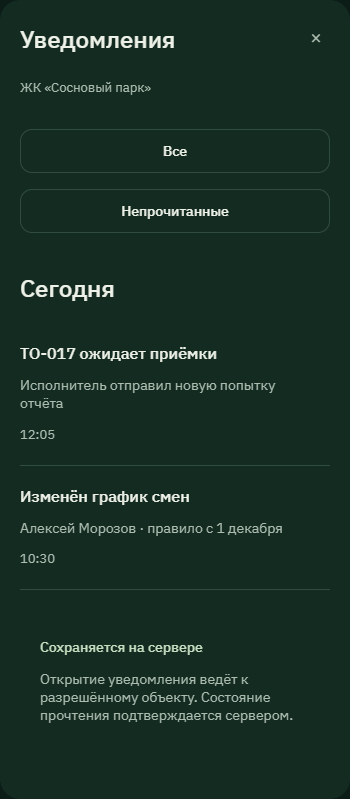 Уведомления
×
ЖК «Сосновый парк»
Все
Непрочитанные
Сегодня
ТО-017 ожидает приёмки
Исполнитель отправил новую попытку
отчёта
12:05
Изменён график смен
Алексей Морозов · правило с 1 декабря
10:30
Сохраняется на сервере
Открытие уведомления ведёт к
разрешённому объекту. Состояние
прочтения подтверждается сервером.